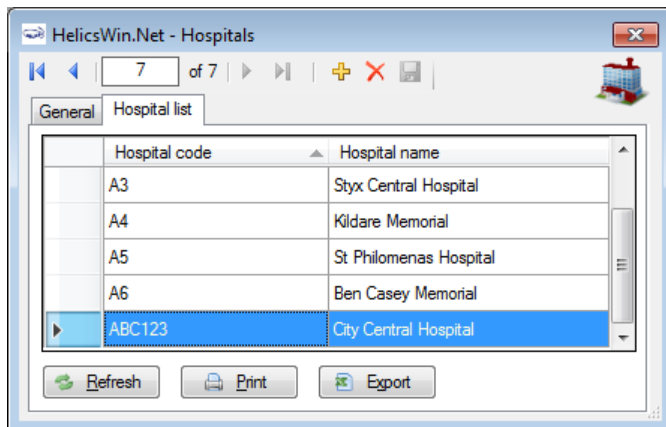 HelicsWin.Net - Hospitals
7 of 7
General Hospital list
Hospital code Hospital name
A3 Styx Central Hospital
A4 Kildare Memorial
A5 St Philomenas Hospital
A6 Ben Casey Memorial
ABC123 City Central Hospital
Refresh Print Export